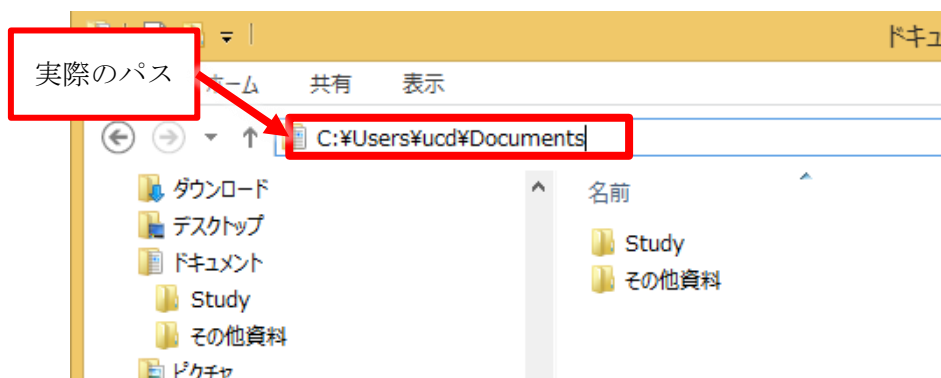 ドキュ
実際のパス
ホーム 共有 表示
C:¥Users¥ucd¥Documents
ダウンロード
デスクトップ
ドキュメント
Study
その他資料
ピクチャ
名前
Study
その他資料